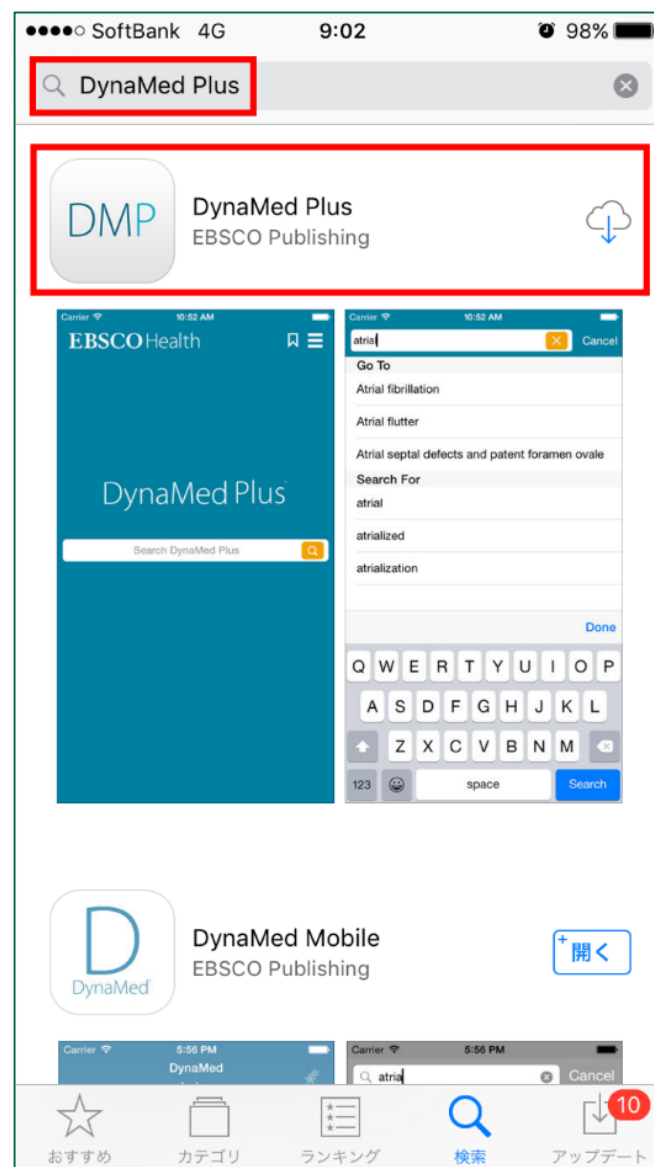 SoftBank 4G 9:02 98%
DynaMed Plus
DMP
DynaMed Plus
EBSCO Publishing
Carrier 10:52 AM
EBSCO Health
DynaMed Plus
Search DynaMed Plus
Carrier 10:52 AM
atrial Cancel
Go To
Atrial fibrillation
Atrial flutter
Atrial septal defects and patent foramen ovale
Search For
atrial
atrialized
atrialization
Done
Q W E R T Y U I O P
A S D F G H J K L
Z X C V B N M
123 space Search
D
DynaMed
DynaMed Mobile
EBSCO Publishing
+開く
Carrier 5:56 PM
DynaMed
Carrier 5:56 PM
atrial Cancel
10
おすすめ カテゴリ ランキング 検索 アップデート